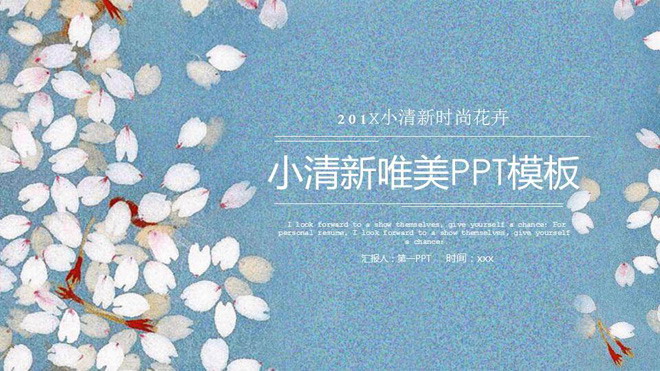 201X小清新时尚花卉
小清新唯美PPT模板
I look forward to a show themselves, give yourself a chance! For
personal resume, I look forward to a show themselves, give yourself
a chance!
汇报人：第一PPT 时间：xxx